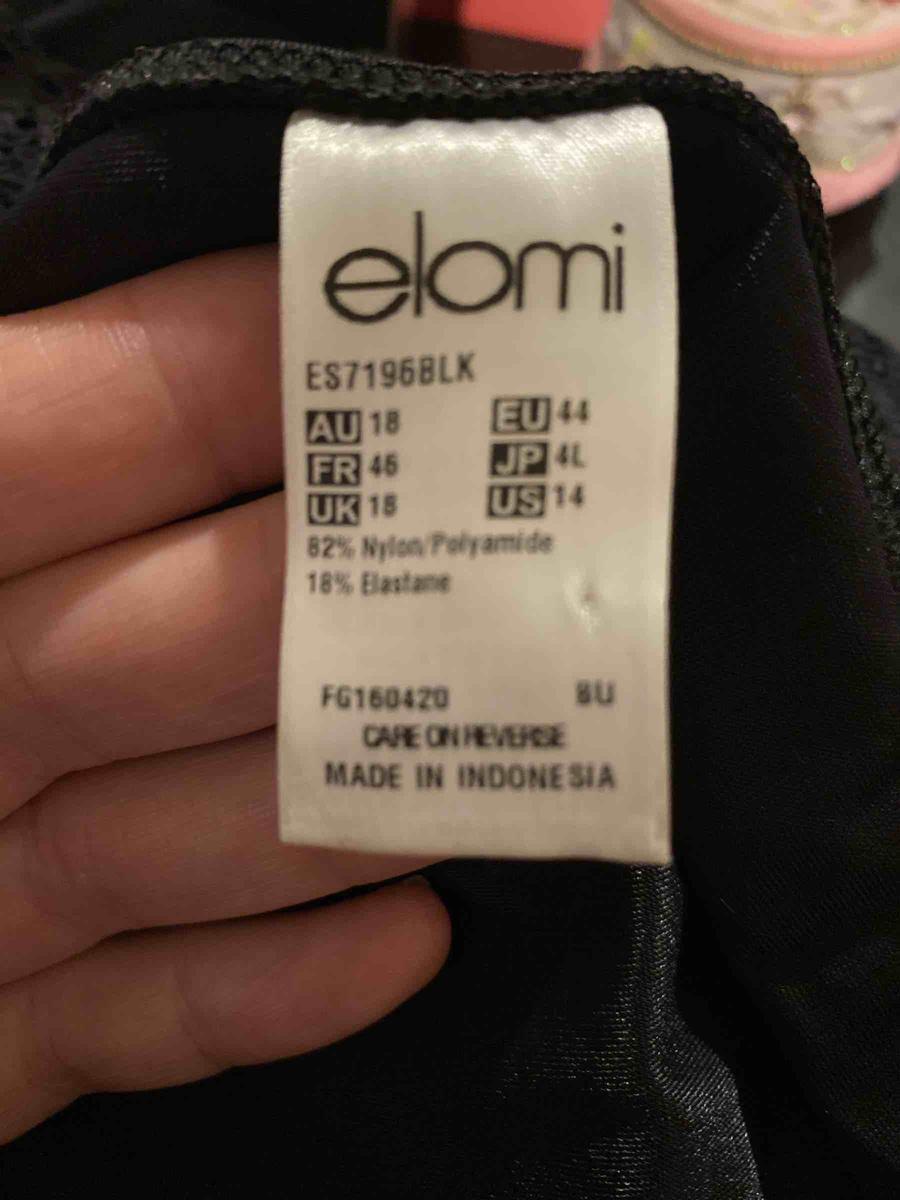 elomi
ES7196BLK
AU 18 EU 44
FR 46 JP 4L
UK 18 US 14
82% Nylon/Polyamide
18% Elastane
FG160420 BU
CARE ON REVERSE
MADE IN INDONESIA